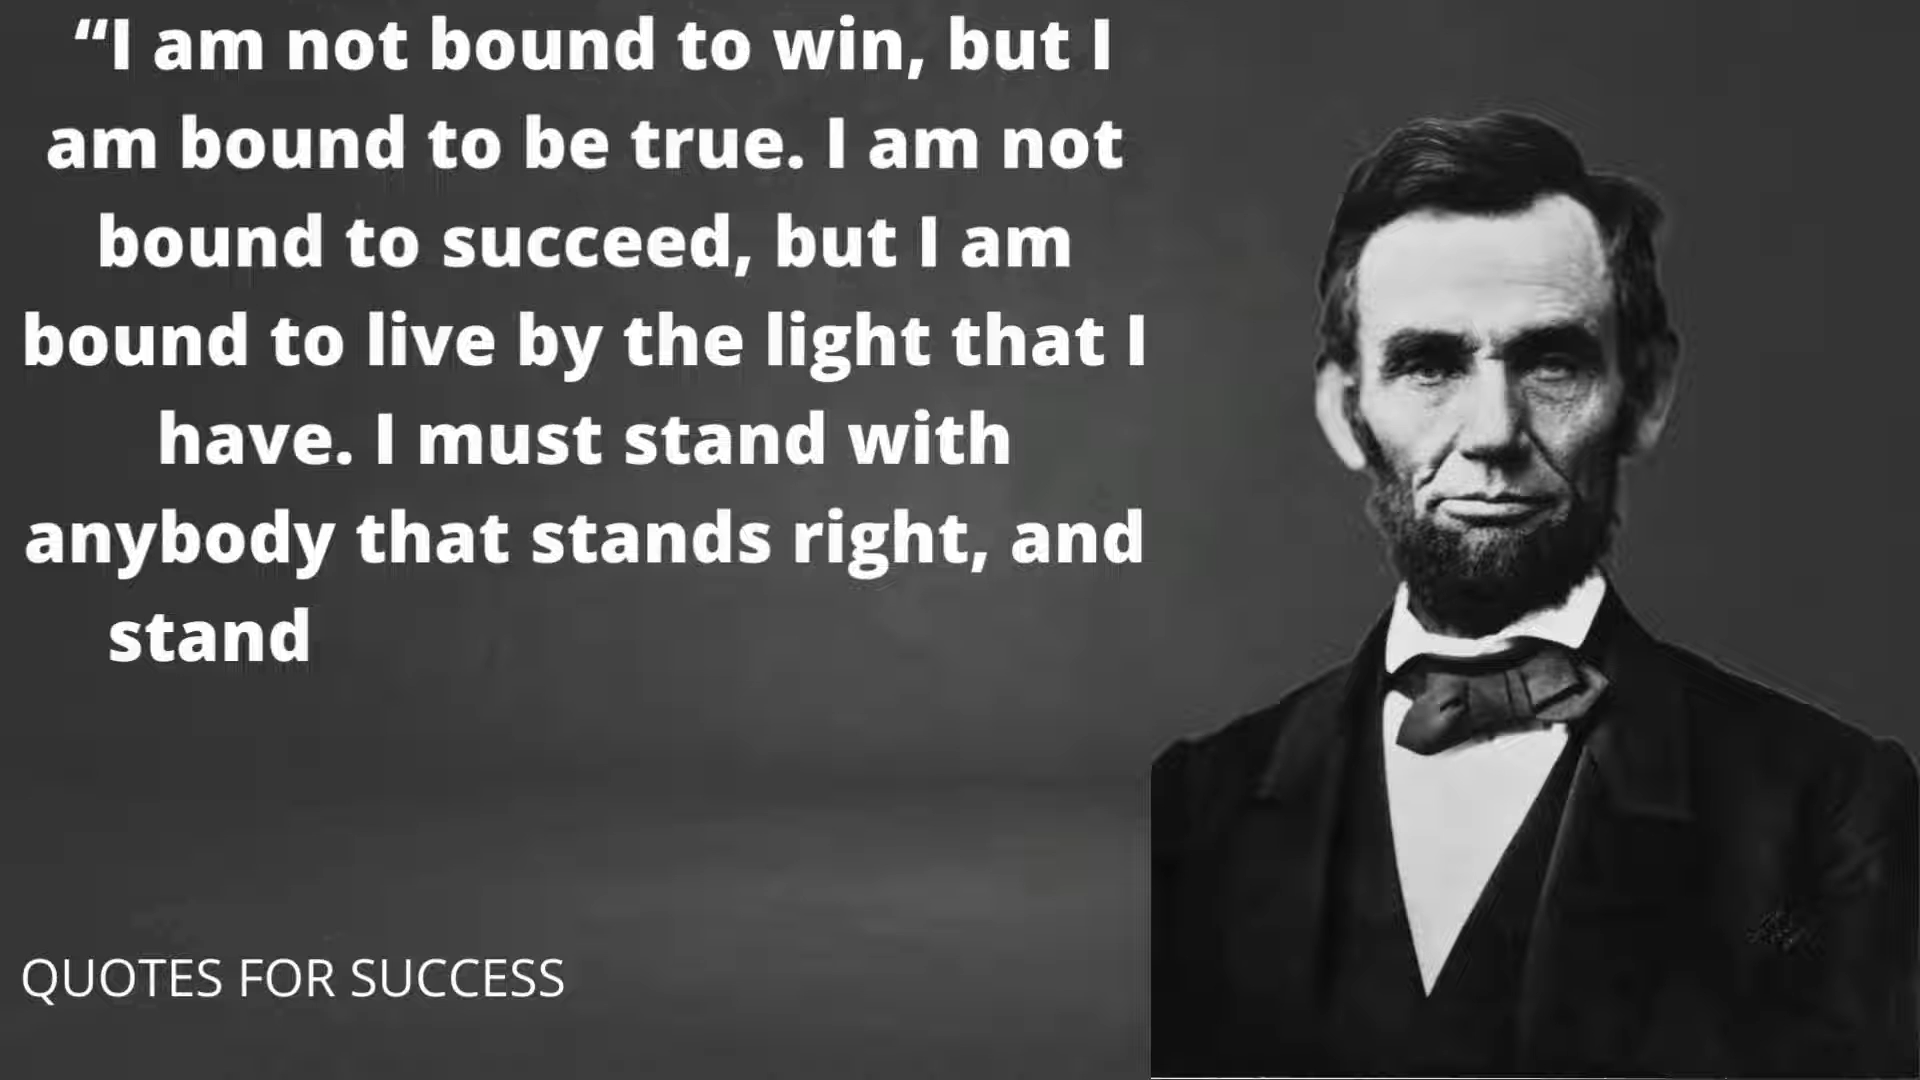 “I am not bound to win, but I
am bound to be true. I am not
bound to succeed, but I am
bound to live by the light that I
have. I must stand with
anybody that stands right, and
stand
QUOTES FOR SUCCESS